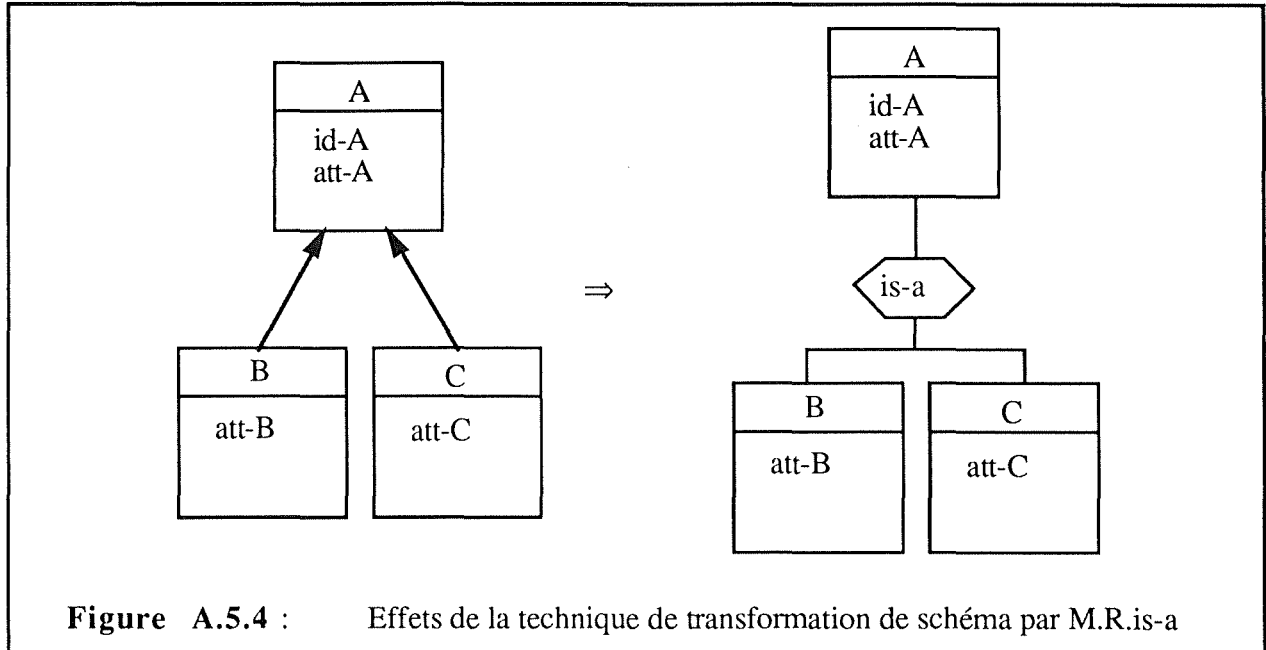 A
id-A
att-A
B
att-B
C
att-C
⇒
A
id-A
att-A
is-a
B
att-B
C
att-C
Figure A.5.4 : Effets de la technique de transformation de schéma par M.R.is-a